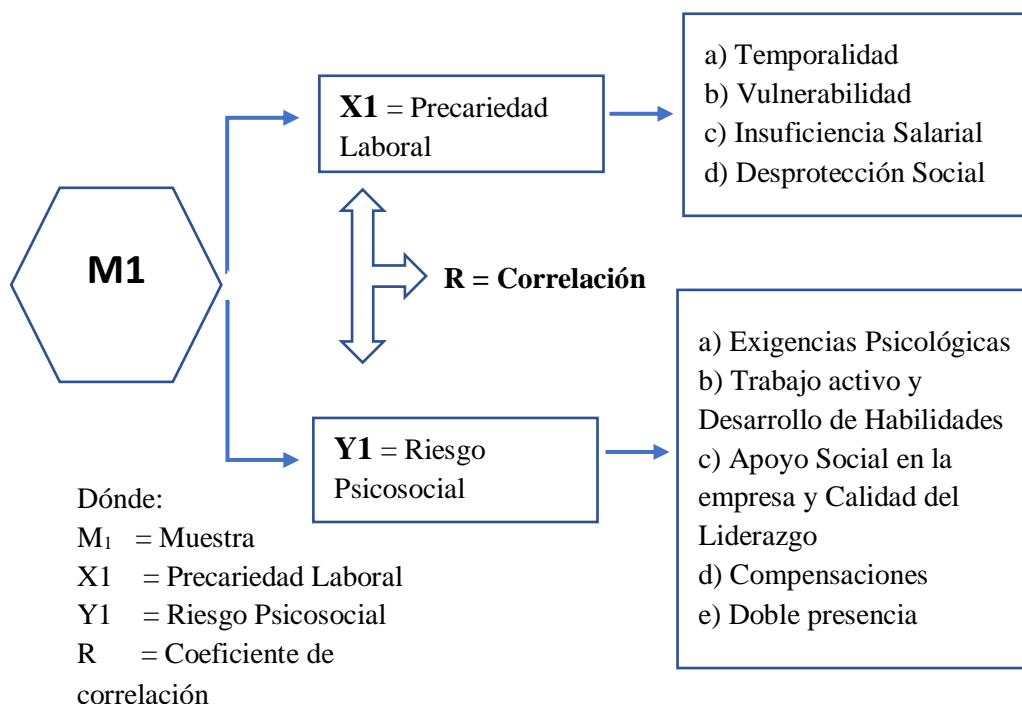 M1
X1 = Precariedad
Laboral
a) Temporalidad
b) Vulnerabilidad
c) Insuficiencia Salarial
d) Desprotección Social
R = Correlación
Y1 = Riesgo
Psicosocial
a) Exigencias Psicológicas
b) Trabajo activo y
Desarrollo de Habilidades
c) Apoyo Social en la
empresa y Calidad del
Liderazgo
d) Compensaciones
e) Doble presencia
Dónde:
M₁ = Muestra
X1 = Precariedad Laboral
Y1 = Riesgo Psicosocial
R = Coeficiente de
correlación